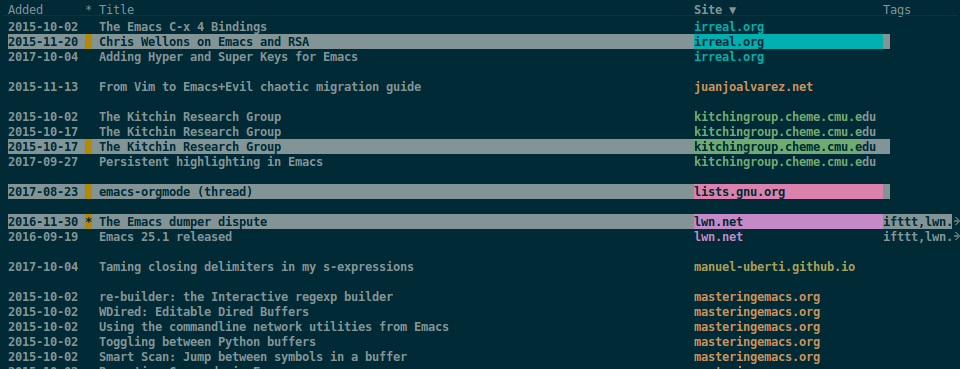 Added * Title Site ▼ Tags
2015-10-02 The Emacs C-x 4 Bindings irreal.org
2015-11-20 Chris Wellons on Emacs and RSA irreal.org
2017-10-04 Adding Hyper and Super Keys for Emacs irreal.org
2015-11-13 From Vim to Emacs+Evil chaotic migration guide juanjoalvarez.net
2015-10-02 The Kitchin Research Group kitchingroup.cheme.cmu.edu
2015-10-17 The Kitchin Research Group kitchingroup.cheme.cmu.edu
2015-10-17 The Kitchin Research Group kitchingroup.cheme.cmu.edu
2017-09-27 Persistent highlighting in Emacs kitchingroup.cheme.cmu.edu
2017-08-23 emacs-orgmode (thread) lists.gnu.org
2016-11-30 * The Emacs dumper dispute lwn.net ifttt,lwn.
2016-09-19 Emacs 25.1 released lwn.net ifttt,lwn.
2017-10-04 Taming closing delimiters in my s-expressions manuel-uberti.github.io
2015-10-02 re-builder: the Interactive regexp builder masteringemacs.org
2015-10-02 WDired: Editable Dired Buffers masteringemacs.org
2015-10-02 Using the commandline network utilities from Emacs masteringemacs.org
2015-10-02 Toggling between Python buffers masteringemacs.org
2015-10-02 Smart Scan: Jump between symbols in a buffer masteringemacs.org